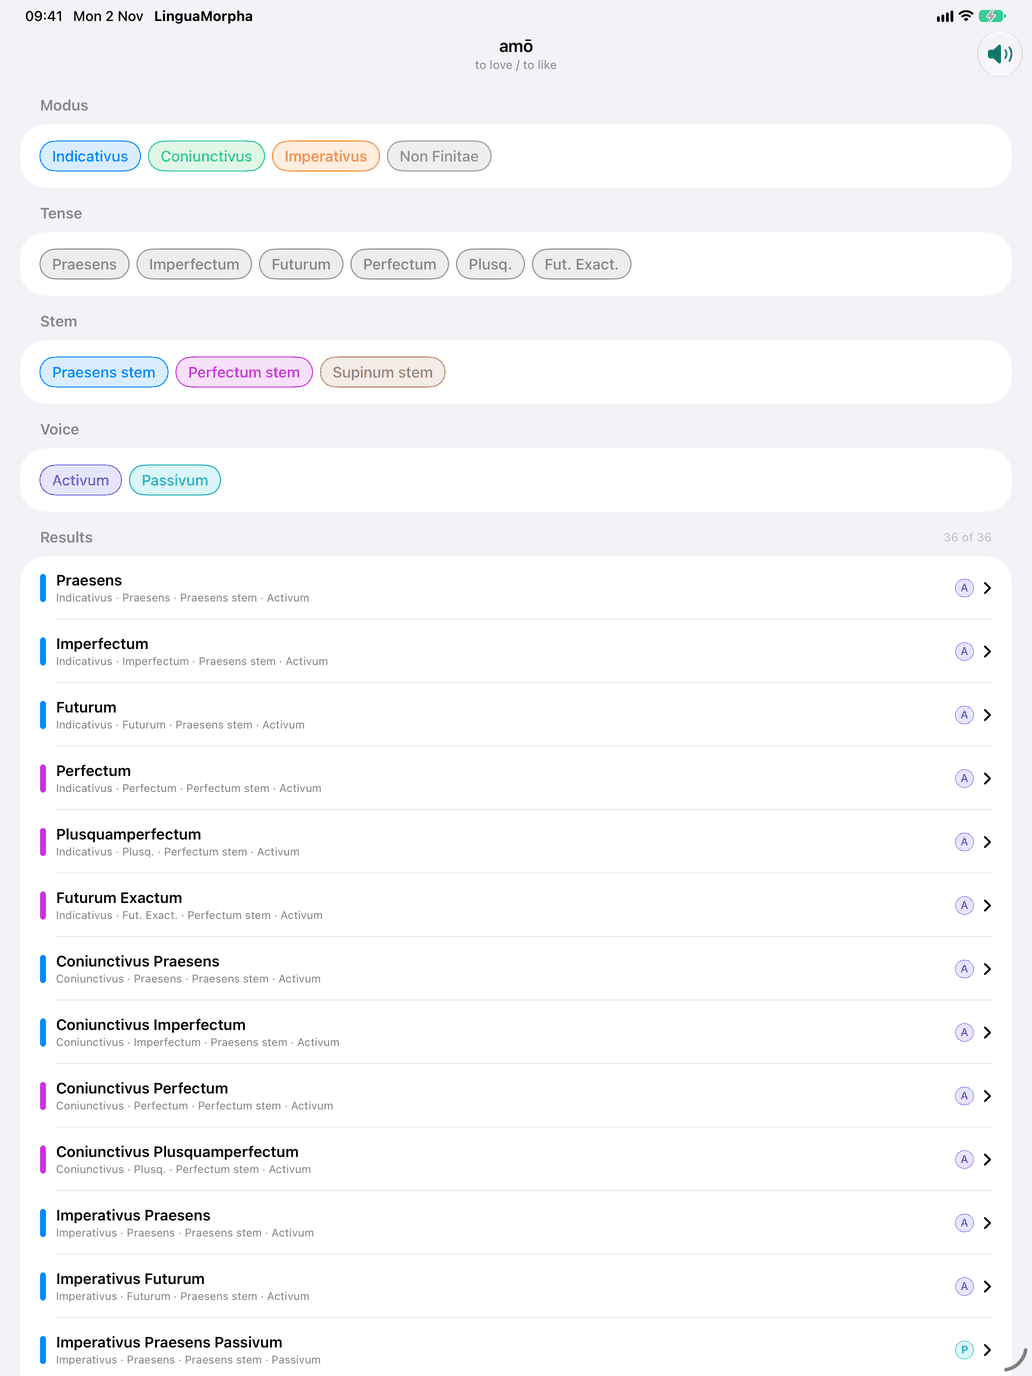 09:41 Mon 2 Nov LinguaMorpha
amō
to love / to like
Modus
Indicativus Coniunctivus Imperativus Non Finitae
Tense
Praesens Imperfectum Futurum Perfectum Plusq. Fut. Exact.
Stem
Praesens stem Perfectum stem Supinum stem
Voice
Activum Passivum
Results 36 of 36
Praesens
Indicativus · Praesens · Praesens stem · Activum A
Imperfectum
Indicativus · Imperfectum · Praesens stem · Activum A
Futurum
Indicativus · Futurum · Praesens stem · Activum A
Perfectum
Indicativus · Perfectum · Perfectum stem · Activum A
Plusquamperfectum
Indicativus · Plusq. · Perfectum stem · Activum A
Futurum Exactum
Indicativus · Fut. Exact. · Perfectum stem · Activum A
Coniunctivus Praesens
Coniunctivus · Praesens · Praesens stem · Activum A
Coniunctivus Imperfectum
Coniunctivus · Imperfectum · Praesens stem · Activum A
Coniunctivus Perfectum
Coniunctivus · Perfectum · Perfectum stem · Activum A
Coniunctivus Plusquamperfectum
Coniunctivus · Plusq. · Perfectum stem · Activum A
Imperativus Praesens
Imperativus · Praesens · Praesens stem · Activum A
Imperativus Futurum
Imperativus · Futurum · Praesens stem · Activum A
Imperativus Praesens Passivum
Imperativus · Praesens · Praesens stem · Passivum P